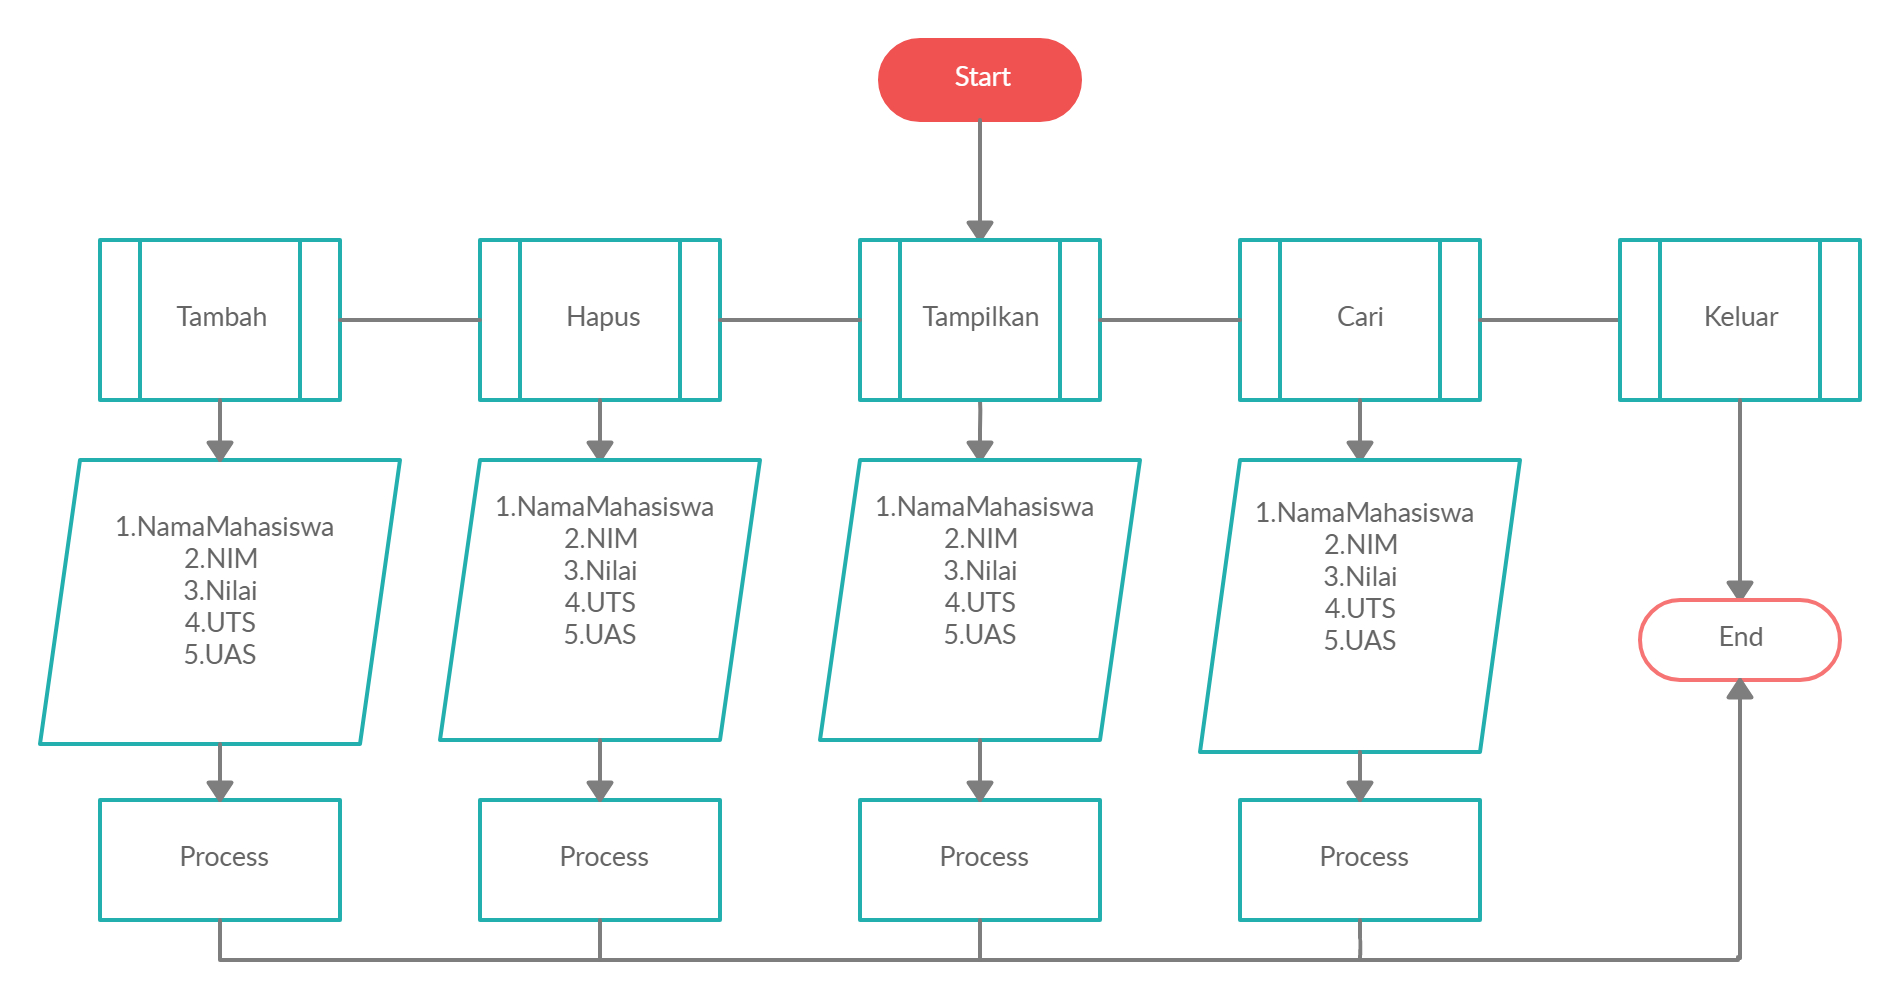 Start
Tambah
Hapus
Tampilkan
Cari
Keluar
1.NamaMahasiswa
2.NIM
3.Nilai
4.UTS
5.UAS
1.NamaMahasiswa
2.NIM
3.Nilai
4.UTS
5.UAS
1.NamaMahasiswa
2.NIM
3.Nilai
4.UTS
5.UAS
1.NamaMahasiswa
2.NIM
3.Nilai
4.UTS
5.UAS
End
Process
Process
Process
Process